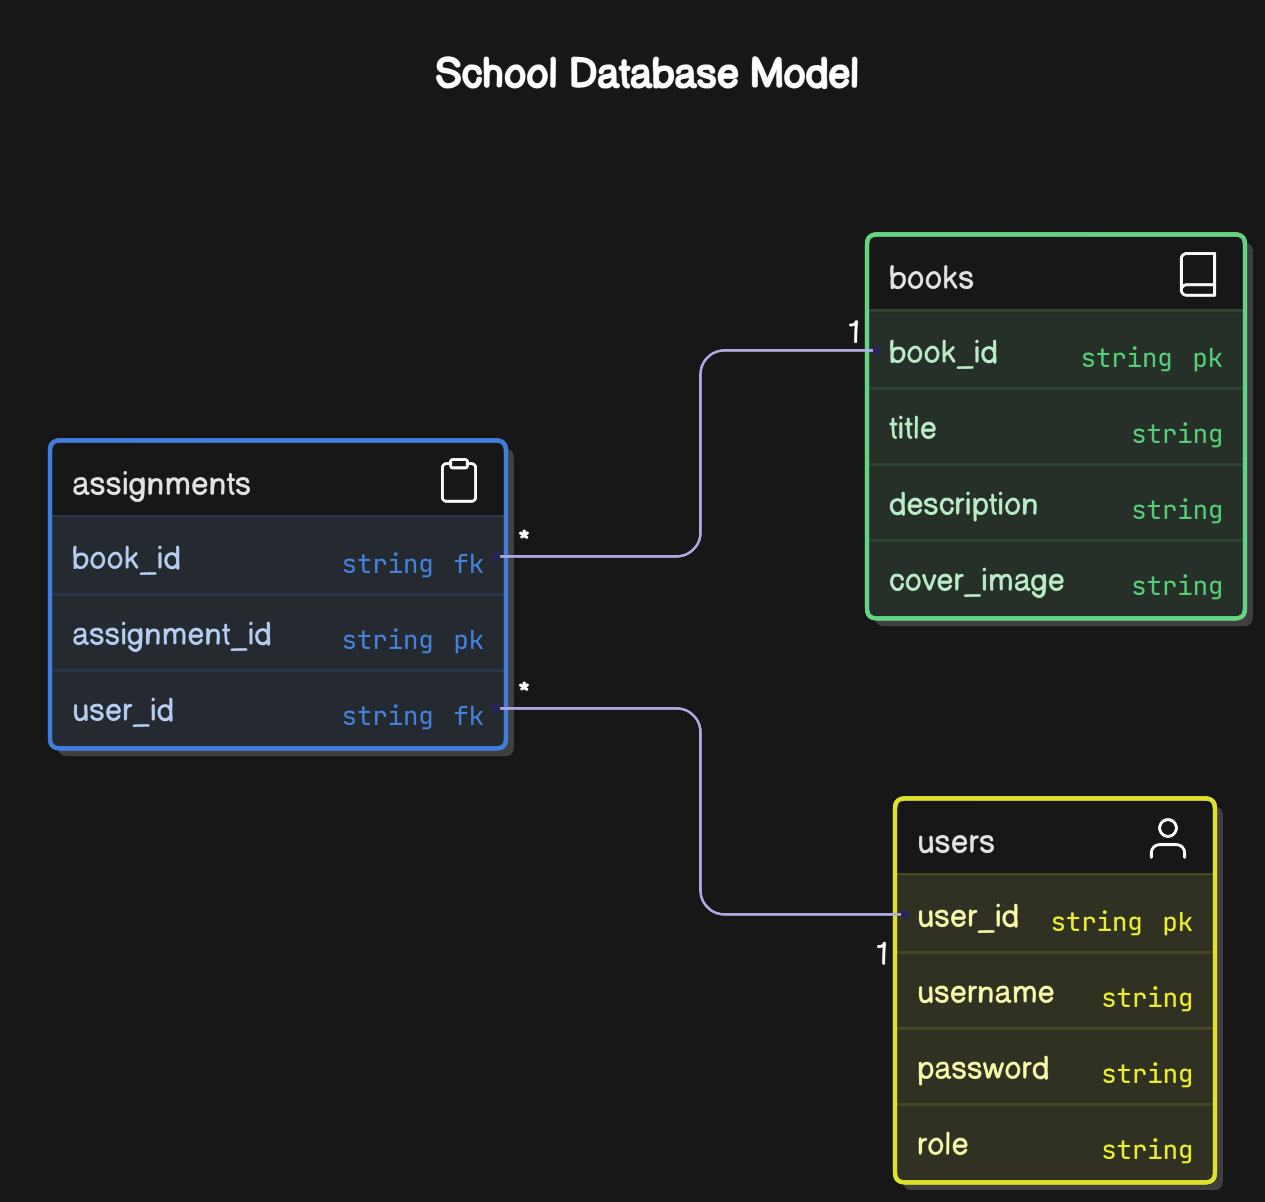 School Database Model
books
1
book_id string pk
title string
description string
cover_image string
assignments
*
book_id string fk
assignment_id string pk
*
user_id string fk
users
user_id string pk
1
username string
password string
role string